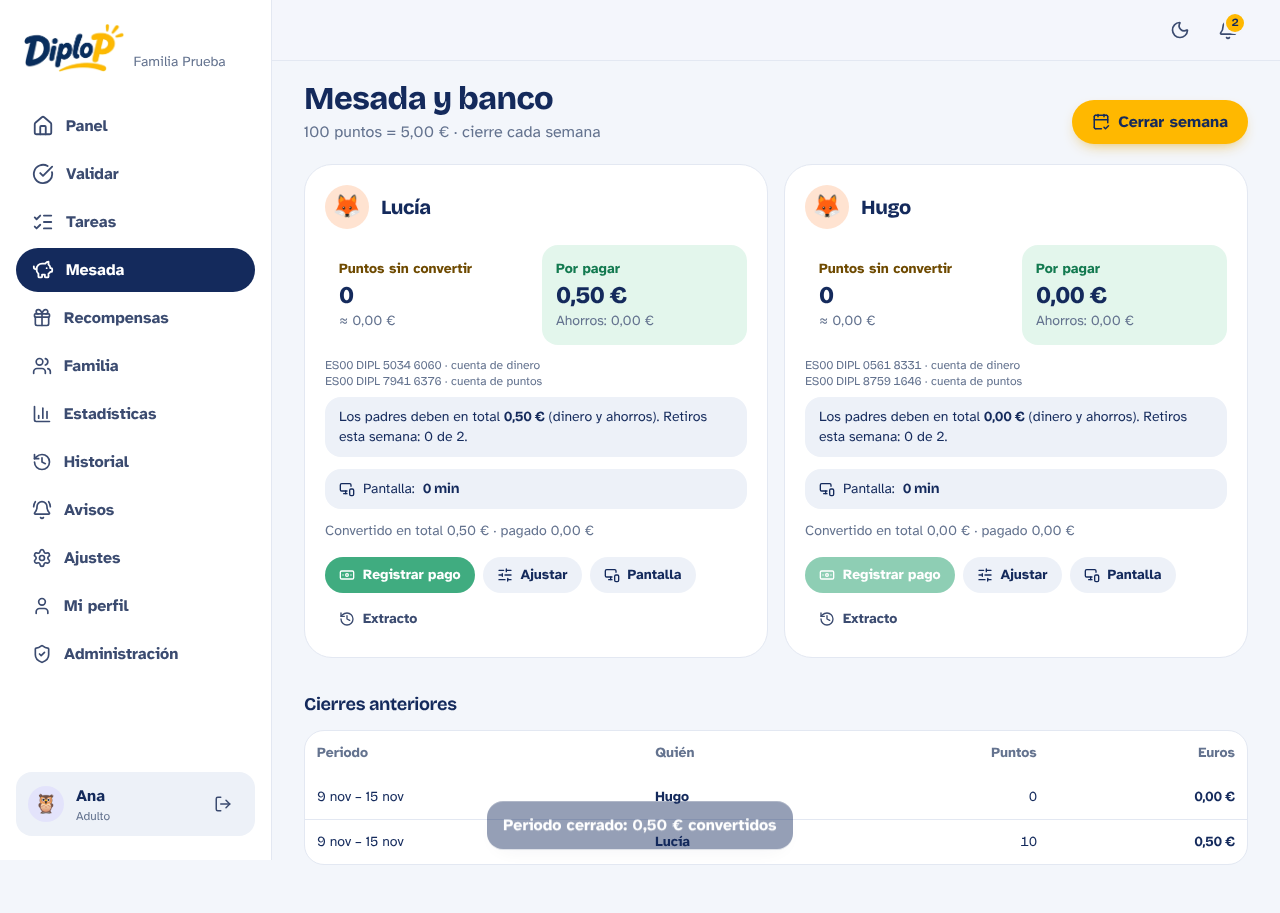 DiploP
Familia Prueba
2
Panel
Validar
Tareas
Mesada
Recompensas
Familia
Estadísticas
Historial
Avisos
Ajustes
Mi perfil
Administración
Ana
Adulto
Mesada y banco
100 puntos = 5,00 € · cierre cada semana
Cerrar semana
Lucía
Puntos sin convertir
0
≈ 0,00 €
Por pagar
0,50 €
Ahorros: 0,00 €
ES00 DIPL 5034 6060 · cuenta de dinero
ES00 DIPL 7941 6376 · cuenta de puntos
Los padres deben en total 0,50 € (dinero y ahorros). Retiros
esta semana: 0 de 2.
Pantalla: 0 min
Convertido en total 0,50 € · pagado 0,00 €
Registrar pago
Ajustar
Pantalla
Extracto
Hugo
Puntos sin convertir
0
≈ 0,00 €
Por pagar
0,00 €
Ahorros: 0,00 €
ES00 DIPL 0561 8331 · cuenta de dinero
ES00 DIPL 8759 1646 · cuenta de puntos
Los padres deben en total 0,00 € (dinero y ahorros). Retiros
esta semana: 0 de 2.
Pantalla: 0 min
Convertido en total 0,00 € · pagado 0,00 €
Registrar pago
Ajustar
Pantalla
Extracto
Cierres anteriores
Periodo Quién Puntos Euros
9 nov – 15 nov Hugo 0 0,00 €
Periodo cerrado: 0,50 € convertidos
9 nov – 15 nov Lucía 10 0,50 €